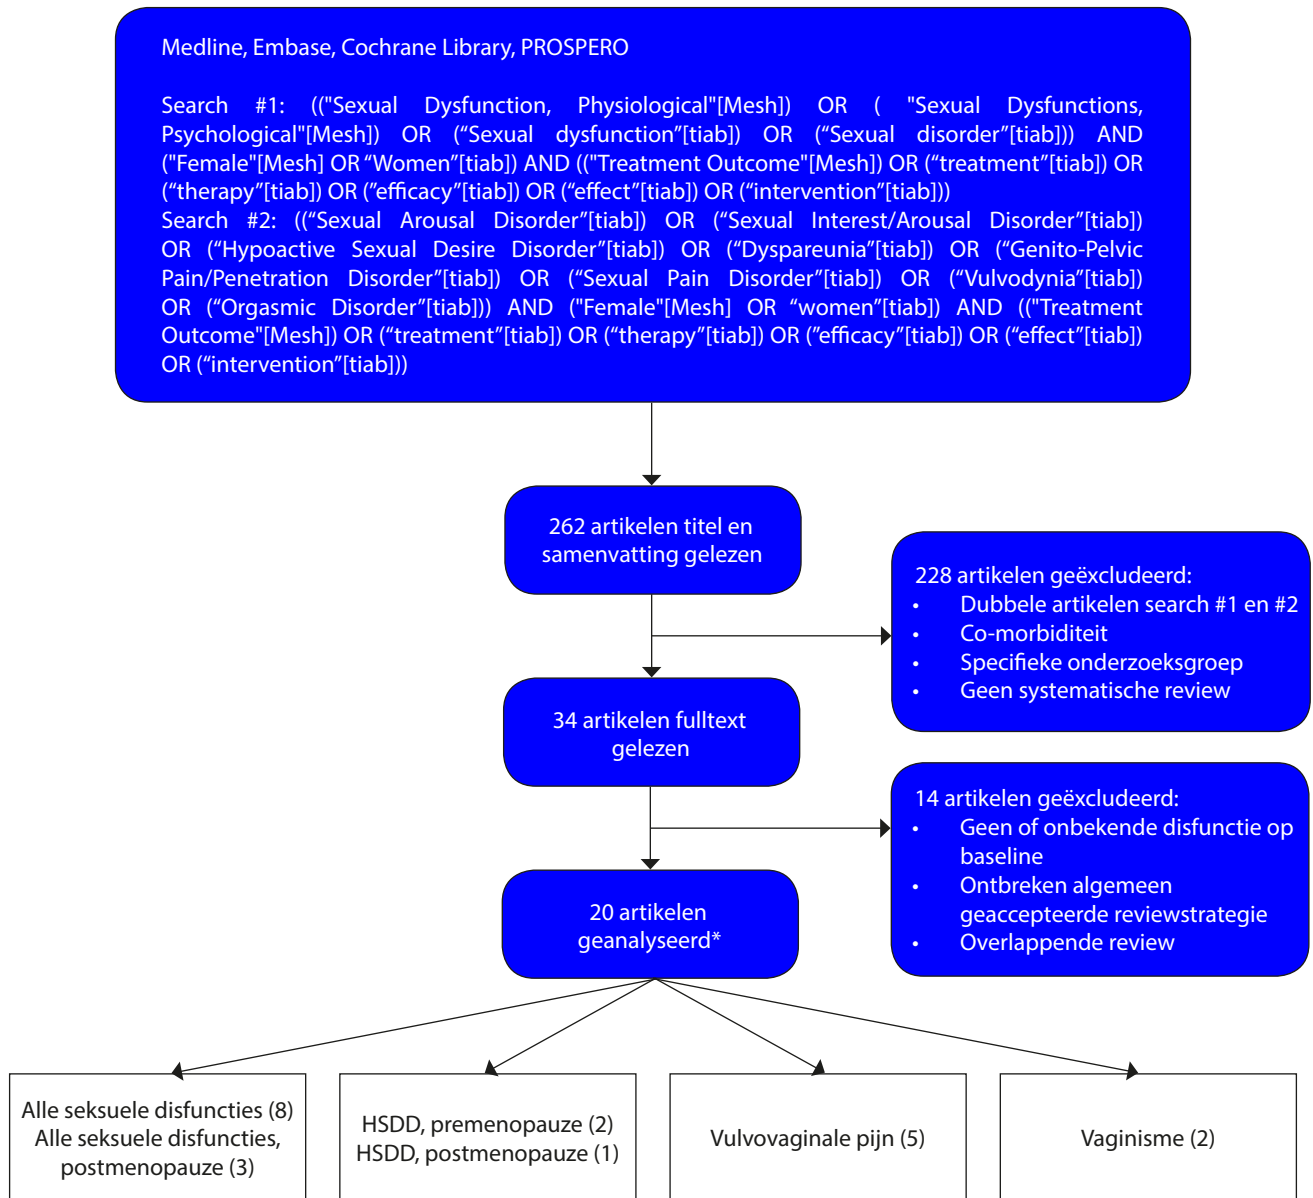 Medline, Embase, Cochrane Library, PROSPERO
Search #1: (("Sexual Dysfunction, Physiological"[Mesh]) OR ( "Sexual Dysfunctions,
Psychological"[Mesh]) OR (“Sexual dysfunction”[tiab]) OR (“Sexual disorder”[tiab])) AND
("Female"[Mesh] OR “Women”[tiab]) AND (("Treatment Outcome"[Mesh]) OR (“treatment”[tiab]) OR
(“therapy”[tiab]) OR (”efficacy”[tiab]) OR (“effect”[tiab]) OR (“intervention”[tiab]))
Search #2: ((“Sexual Arousal Disorder”[tiab]) OR (“Sexual Interest/Arousal Disorder”[tiab])
OR (“Hypoactive Sexual Desire Disorder”[tiab]) OR (“Dyspareunia”[tiab]) OR (“Genito-Pelvic
Pain/Penetration Disorder”[tiab]) OR (“Sexual Pain Disorder”[tiab]) OR (“Vulvodynia”[tiab])
OR (“Orgasmic Disorder”[tiab])) AND ("Female"[Mesh] OR “women”[tiab]) AND (("Treatment
Outcome"[Mesh]) OR (“treatment”[tiab]) OR (“therapy”[tiab]) OR (”efficacy”[tiab]) OR (“effect”[tiab])
OR (“intervention”[tiab]))
262 artikelen titel en
samenvatting gelezen
228 artikelen geëxcludeerd:
• Dubbele artikelen search #1 en #2
• Co-morbiditeit
• Specifieke onderzoeksgroep
• Geen systematische review
34 artikelen fulltext
gelezen
14 artikelen geëxcludeerd:
• Geen of onbekende disfunctie op
baseline
• Ontbreken algemeen
geaccepteerde reviewstrategie
• Overlappende review
20 artikelen
geanalyseerd*
Alle seksuele disfuncties (8)
Alle seksuele disfuncties,
postmenopauze (3)
HSDD, premenopauze (2)
HSDD, postmenopauze (1)
Vulvovaginale pijn (5)
Vaginisme (2)